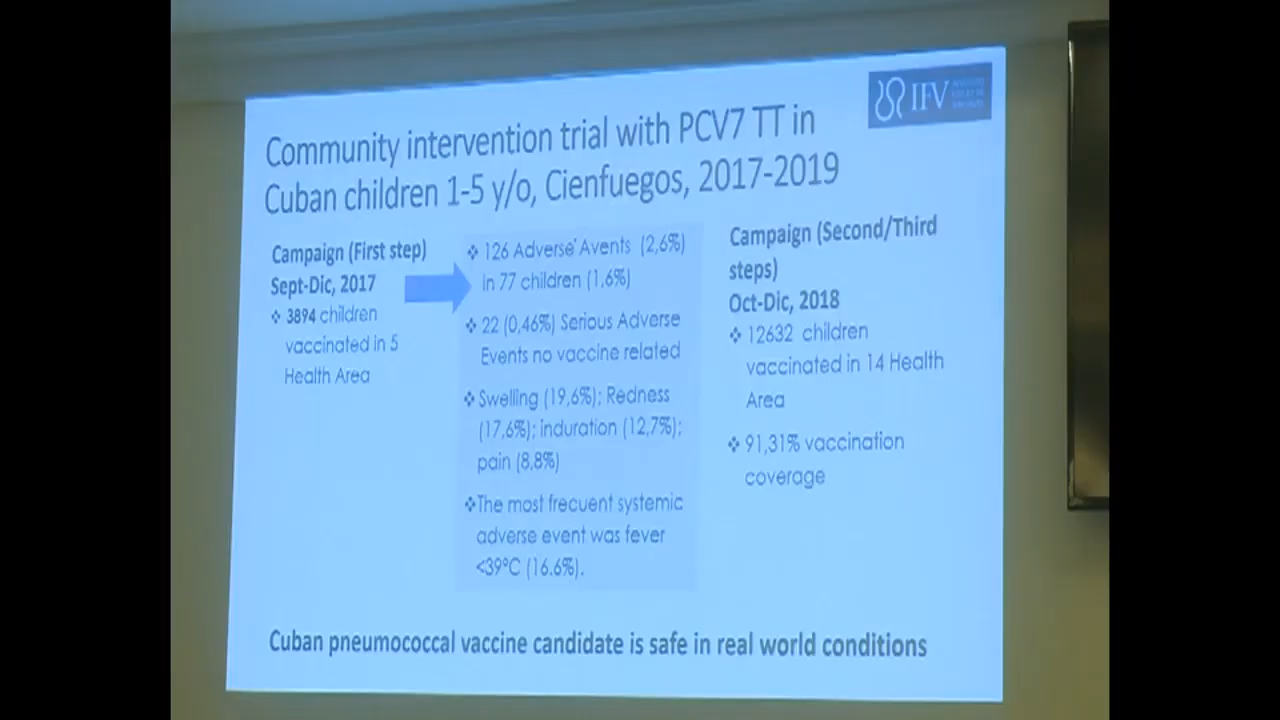 IFV
Community intervention trial with PCV7 TT in
Cuban children 1-5 y/o, Cienfuegos, 2017-2019
Campaign (First step)
Sept-Dic, 2017
❖ 3894 children
vaccinated in 5
Health Area
❖ 126 Adverse Avents (2,6%)
in 77 children (1,6%)
❖ 22 (0,46%) Serious Adverse
Events no vaccine related
❖ Swelling (19,6%); Redness
(17,6%); induration (12,7%);
pain (8,8%)
❖ The most frecuent systemic
adverse event was fever
<39°C (16.6%).
Campaign (Second/Third
steps)
Oct-Dic, 2018
❖ 12632 children
vaccinated in 14 Health
Area
❖ 91,31% vaccination
coverage
Cuban pneumococcal vaccine candidate is safe in real world conditions